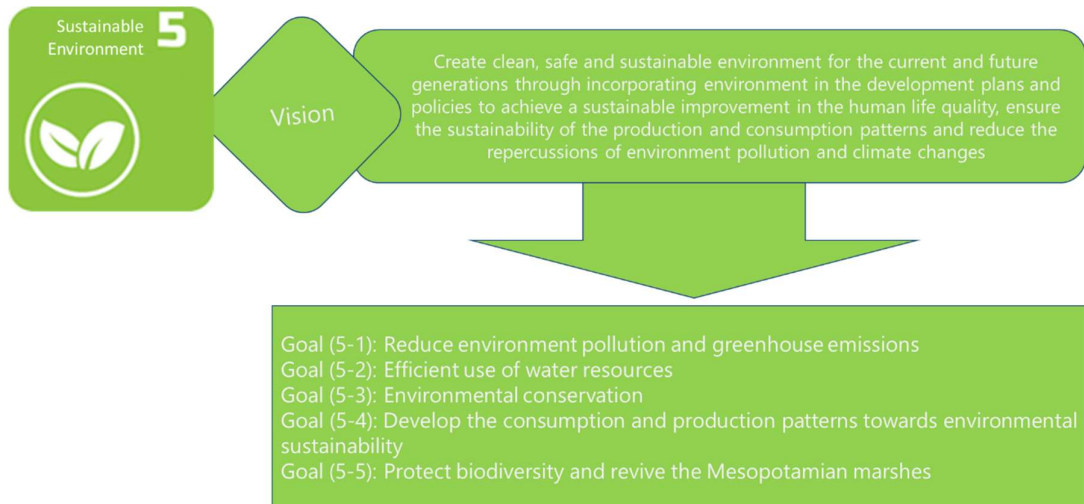 Sustainable 5
Environment
Vision
Create clean, safe and sustainable environment for the current and future
generations through incorporating environment in the development plans and
policies to achieve a sustainable improvement in the human life quality, ensure
the sustainability of the production and consumption patterns and reduce the
repercussions of environment pollution and climate changes
Goal (5-1): Reduce environment pollution and greenhouse emissions
Goal (5-2): Efficient use of water resources
Goal (5-3): Environmental conservation
Goal (5-4): Develop the consumption and production patterns towards environmental
sustainability
Goal (5-5): Protect biodiversity and revive the Mesopotamian marshes